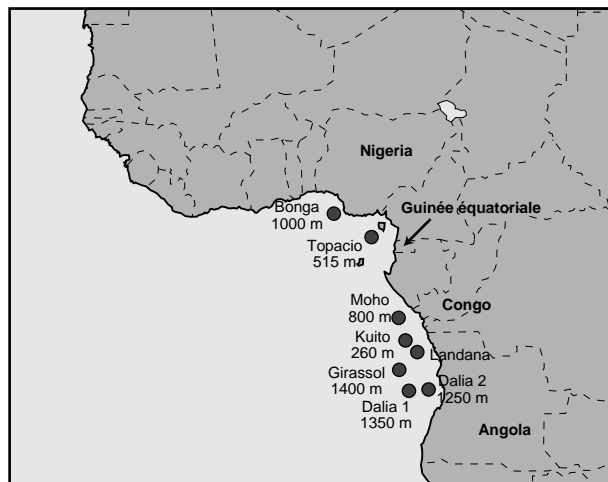 Nigeria
Bonga
1000 m
Guinée équatoriale
Topacio
515 m
Moho
800 m
Congo
Kuito
260 m
Landana
Girassol
1400 m
Dalia 2
1250 m
Dalia 1
1350 m
Angola